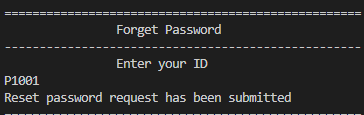 ===================================================
Forget Password
---------------------------------------------------
Enter your ID
P1001
Reset password request has been submitted
---------------------------------------------------